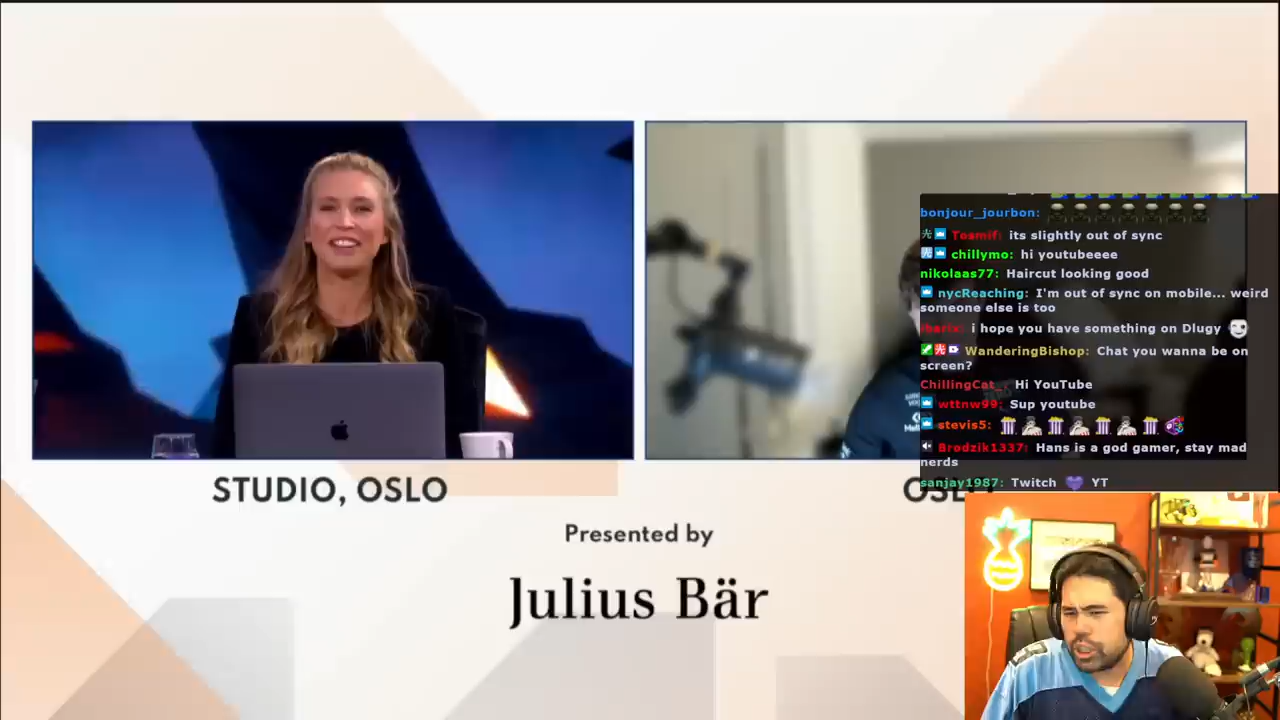 bonjour_jourbon:
Tosmif: its slightly out of sync
chillymo: hi youtubeeee
nikolaas77: Haircut looking good
nycReaching: I'm out of sync on mobile... weird
someone else is too
i hope you have something on Dlugy
WanderingBishop: Chat you wanna be on
screen?
ChillingCat_: Hi YouTube
wttnw99: Sup youtube
stevis5:
Brodzik1337: Hans is a god gamer, stay mad
nerds
sanjay1987: Twitch YT
STUDIO, OSLO
Presented by
Julius Bär